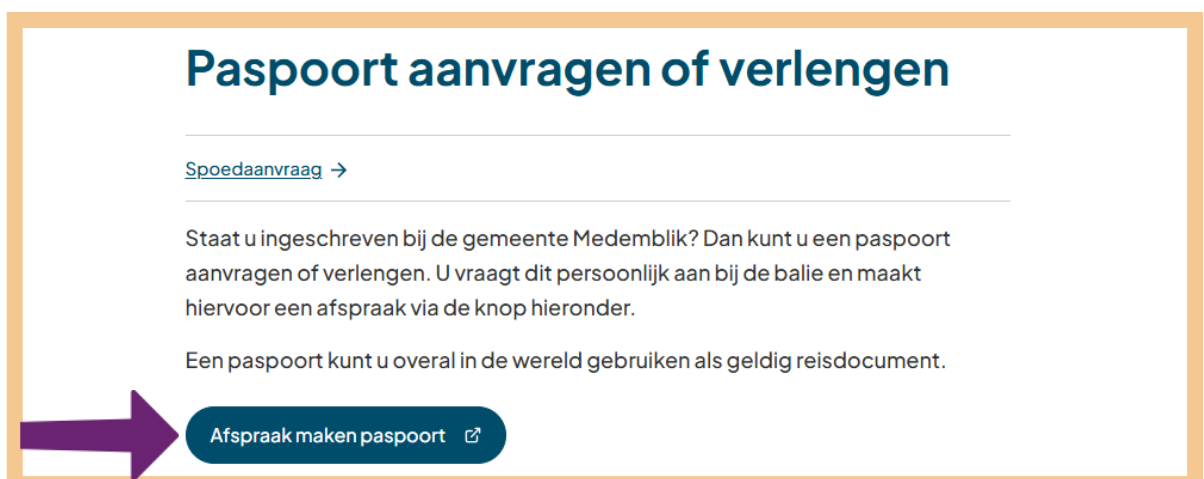 Paspoort aanvragen of verlengen
Spoedaanvraag →
Staat u ingeschreven bij de gemeente Medemblik? Dan kunt u een paspoort
aanvragen of verlengen. U vraagt dit persoonlijk aan bij de balie en maakt
hiervoor een afspraak via de knop hieronder.
Een paspoort kunt u overal in de wereld gebruiken als geldig reisdocument.
Afspraak maken paspoort